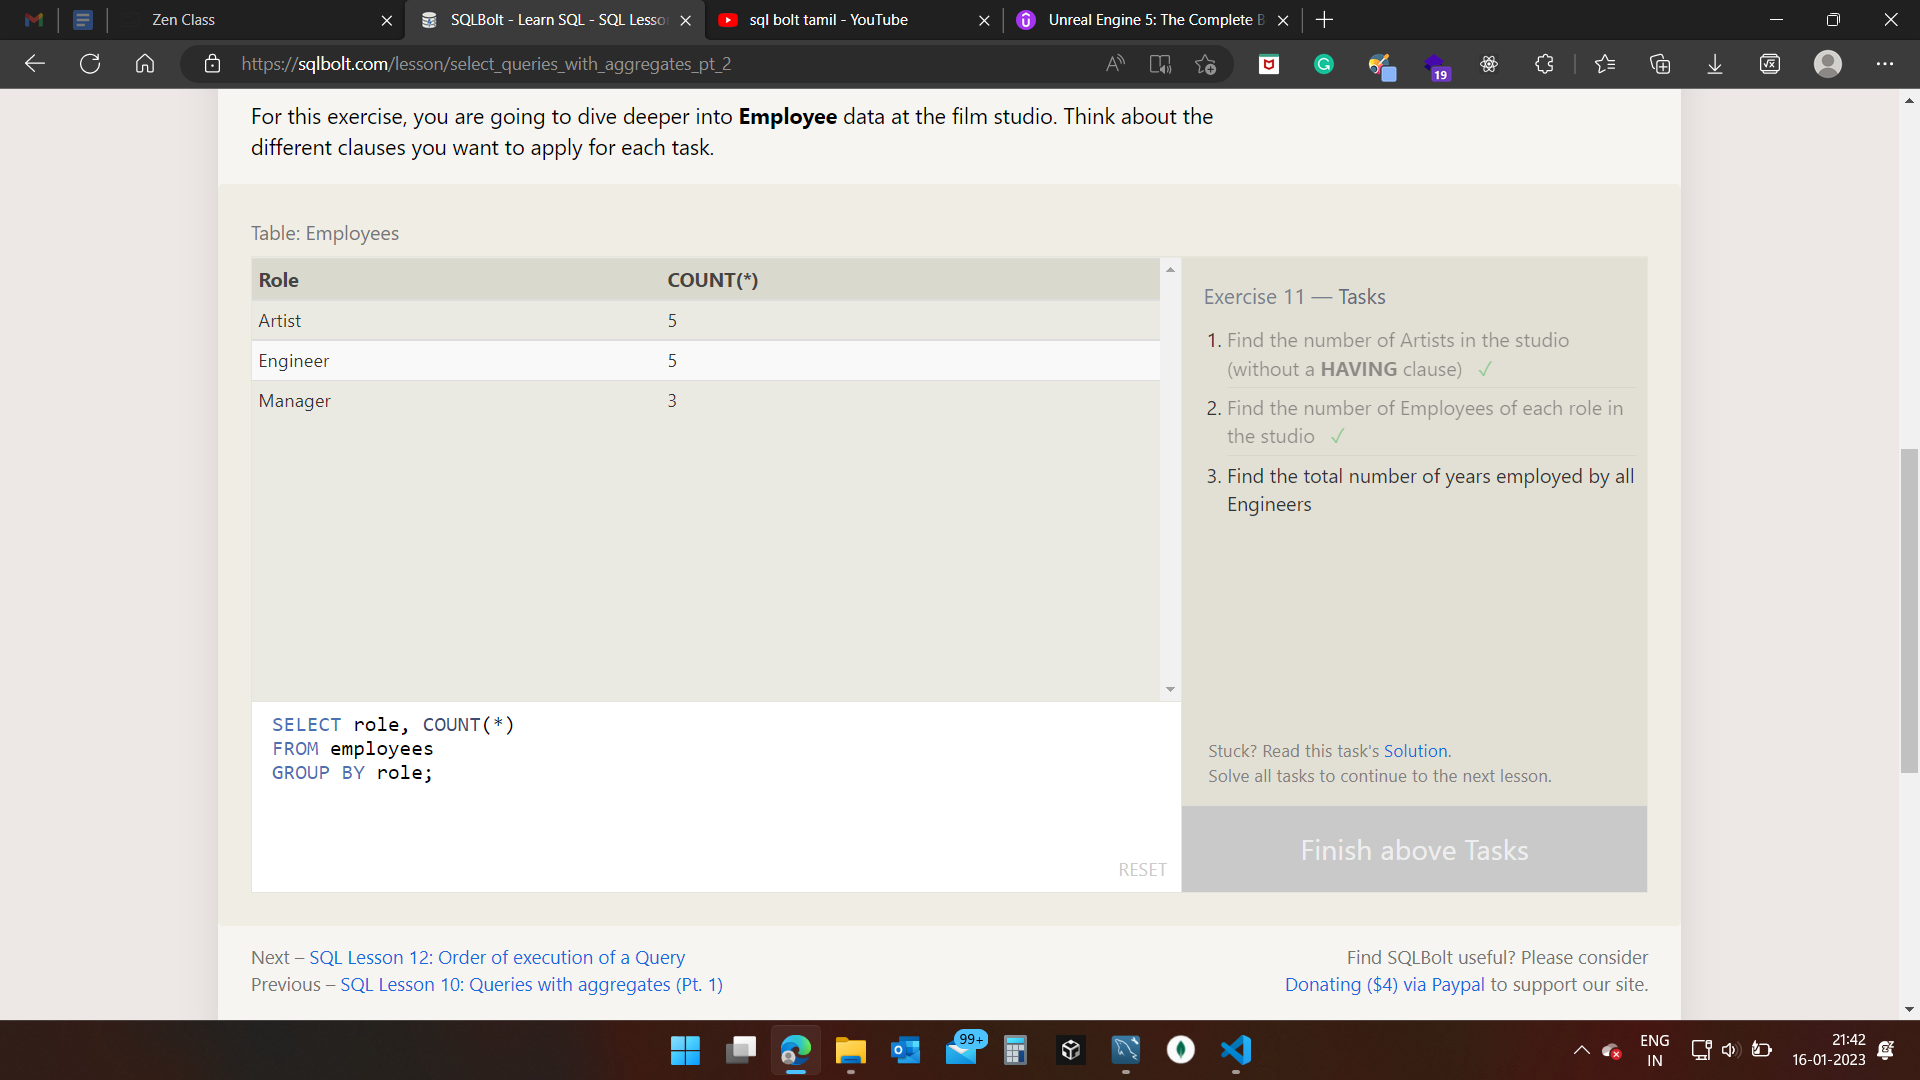 Zen Class
SQLBolt - Learn SQL - SQL Lesso
sql bolt tamil - YouTube
Unreal Engine 5: The Complete B
https://sqlbolt.com/lesson/select_queries_with_aggregates_pt_2
19
For this exercise, you are going to dive deeper into Employee data at the film studio. Think about the
different clauses you want to apply for each task.
Table: Employees
Role COUNT(*)
Artist 5
Engineer 5
Manager 3
Exercise 11 — Tasks
1. Find the number of Artists in the studio
(without a HAVING clause) ✓
2. Find the number of Employees of each role in
the studio ✓
3. Find the total number of years employed by all
Engineers
SELECT role, COUNT(*)
FROM employees
GROUP BY role;
RESET
Stuck? Read this task's Solution.
Solve all tasks to continue to the next lesson.
Finish above Tasks
Next – SQL Lesson 12: Order of execution of a Query
Previous – SQL Lesson 10: Queries with aggregates (Pt. 1)
Find SQLBolt useful? Please consider
Donating ($4) via Paypal to support our site.
99+
ENG
IN
21:42
16-01-2023